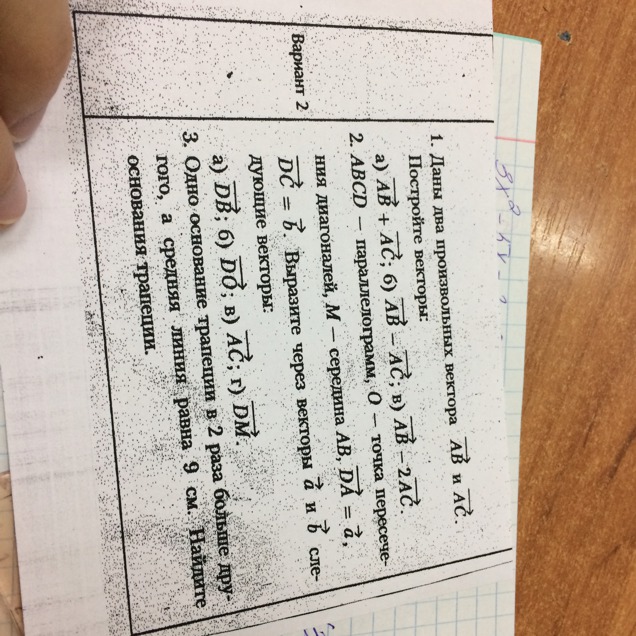 Вариант 2
1. Даны два произвольных вектора AB⃗ и AC⃗.
Постройте векторы:
а) AB⃗ + AC⃗; б) AB⃗ − AC⃗; в) AB⃗ − 2AC⃗.
2. ABCD — параллелограмм, O — точка пересече-
ния диагоналей, M — середина AB, DA⃗ = a⃗,
DC⃗ = b⃗. Выразите через векторы a⃗ и b⃗ сле-
дующие векторы:
а) DB⃗; б) DO⃗; в) AC⃗; г) DM⃗.
3. Одно основание трапеции в 2 раза больше дру-
гого, а средняя линия равна 9 см. Найдите
основания трапеции.